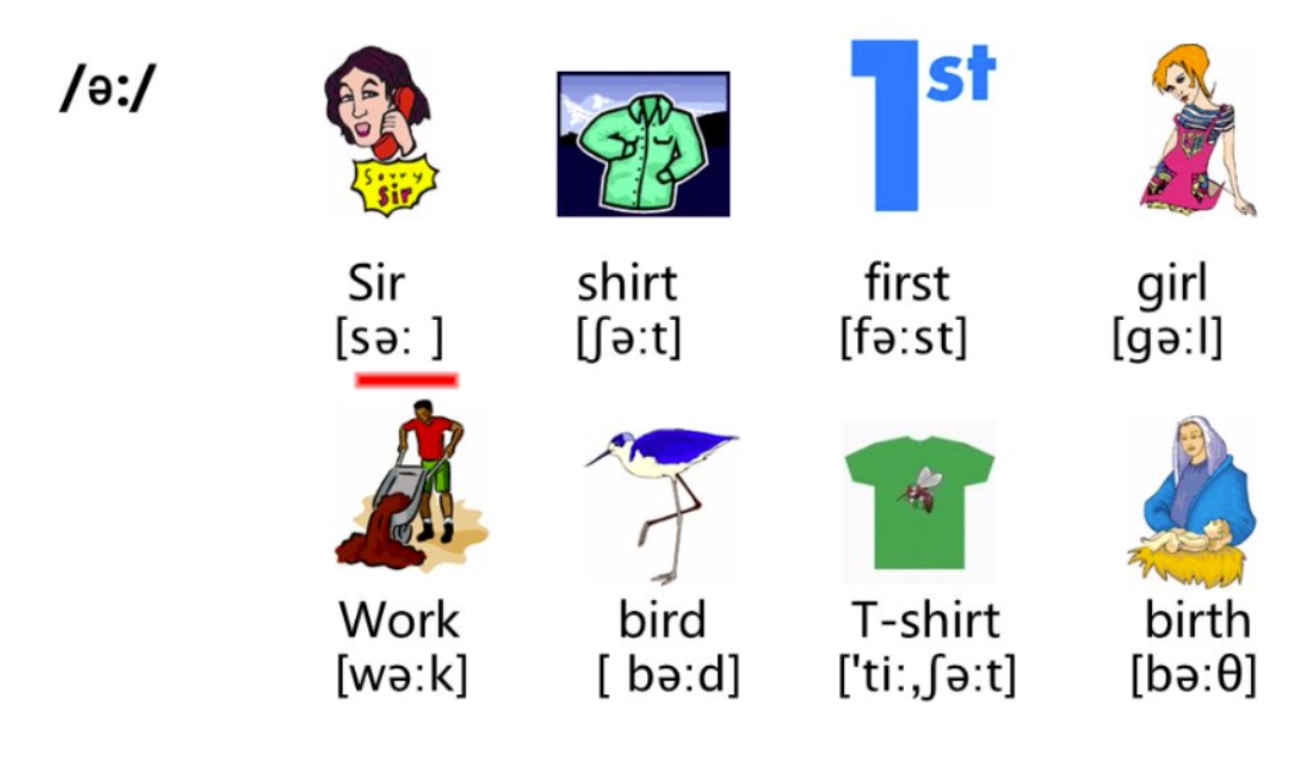 /ə:/
Sorry
Sir
1st
Sir shirt first girl
[sə: ] [ʃə:t] [fə:st] [gə:l]
Work bird T-shirt birth
[wə:k] [ bə:d] ['ti:,ʃə:t] [bə:θ]